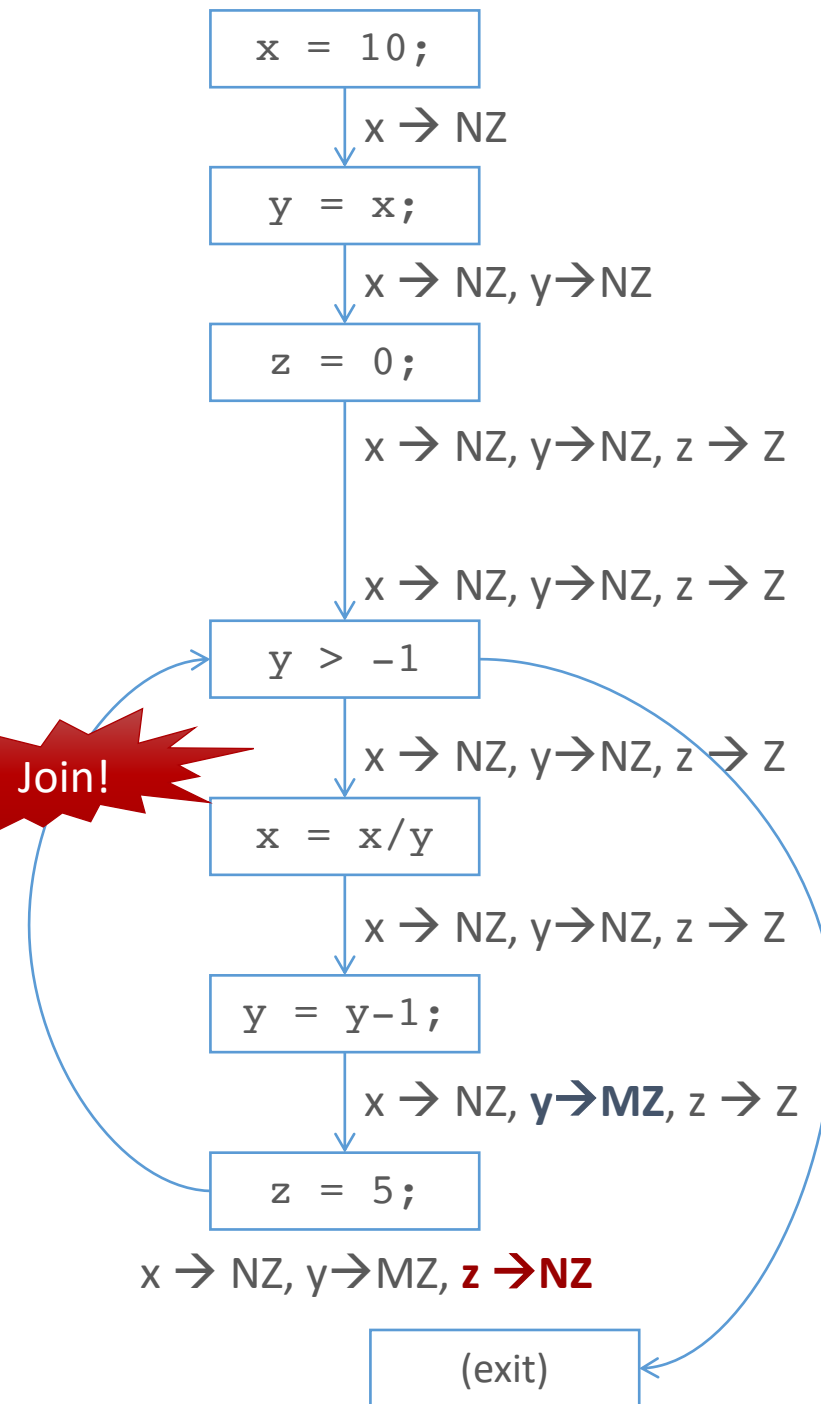 x = 10;
x → NZ
y = x;
x → NZ, y→NZ
z = 0;
x → NZ, y→NZ, z → Z
x → NZ, y→NZ, z → Z
y > -1
x → NZ, y→NZ, z → Z
Join!
x = x/y
x → NZ, y→NZ, z → Z
y = y-1;
x → NZ, y→MZ, z → Z
z = 5;
x → NZ, y→MZ, z →NZ
(exit)